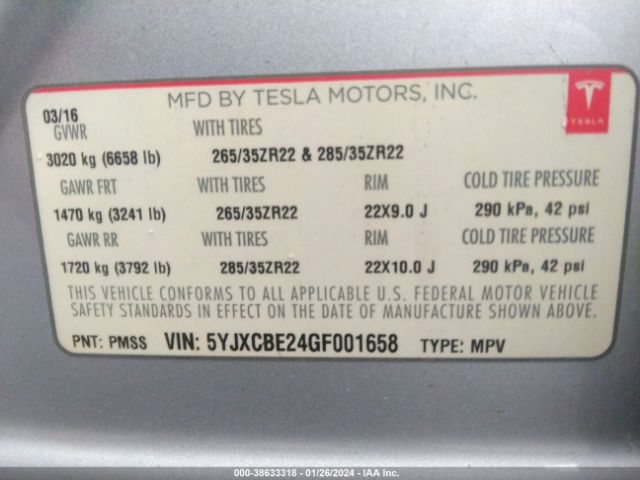 MFD BY TESLA MOTORS, INC.
TESLA
03/16
GVWR WITH TIRES
3020 kg (6658 lb) 265/35ZR22 & 285/35ZR22
GAWR FRT WITH TIRES RIM COLD TIRE PRESSURE
1470 kg (3241 lb) 265/35ZR22 22X9.0 J 290 kPa, 42 psi
GAWR RR WITH TIRES RIM COLD TIRE PRESSURE
1720 kg (3792 lb) 285/35ZR22 22X10.0 J 290 kPa, 42 psi
THIS VEHICLE CONFORMS TO ALL APPLICABLE U.S. FEDERAL MOTOR VEHICLE
SAFETY STANDARDS IN EFFECT ON THE DATE OF MANUFACTURE SHOWN ABOVE.
PNT: PMSS VIN: 5YJXCBE24GF001658 TYPE: MPV
000-38633318 - 01/26/2024 - IAA Inc.